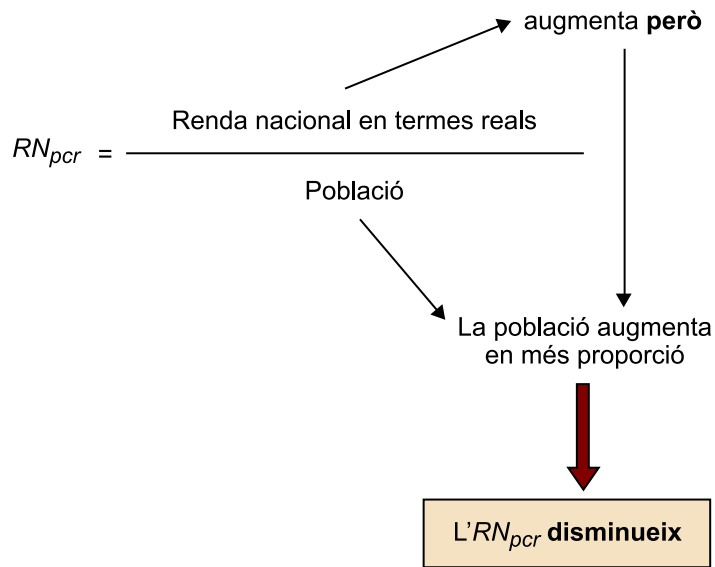 augmenta però
Renda nacional en termes reals
RNpcr =
Població
La població augmenta
en més proporció
L'RNpcr disminueix